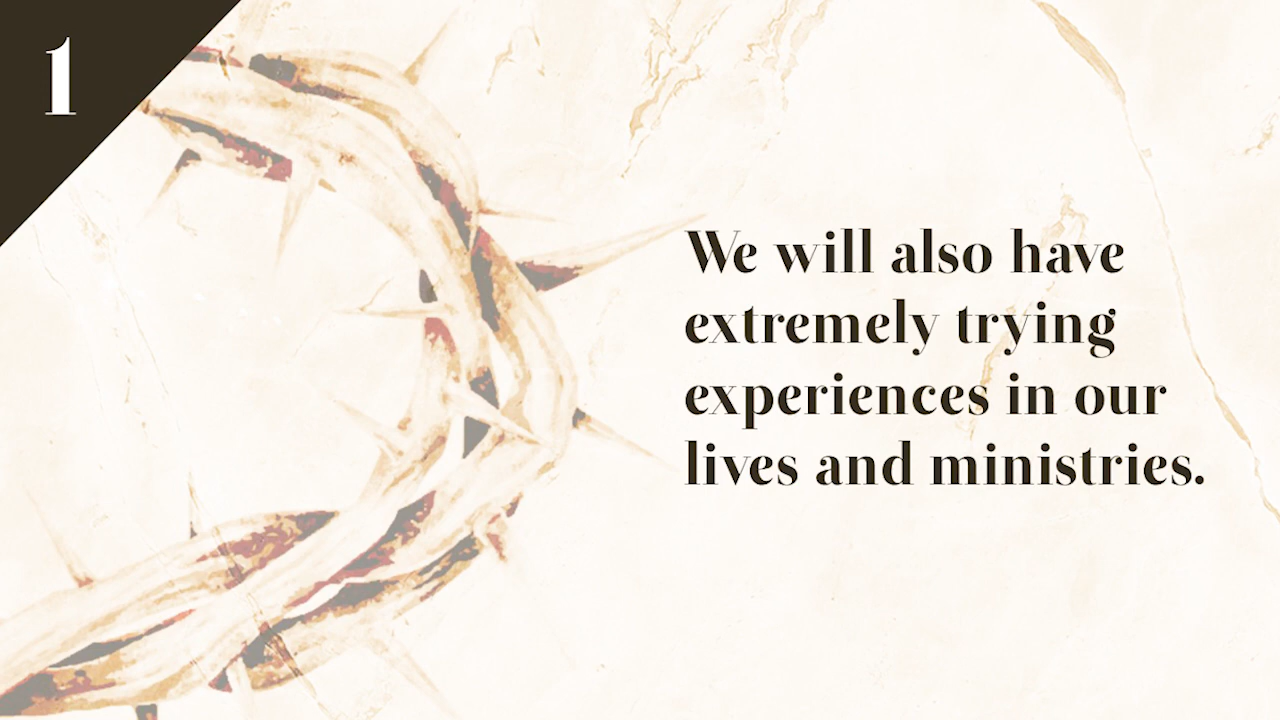 1
We will also have
extremely trying
experiences in our
lives and ministries.